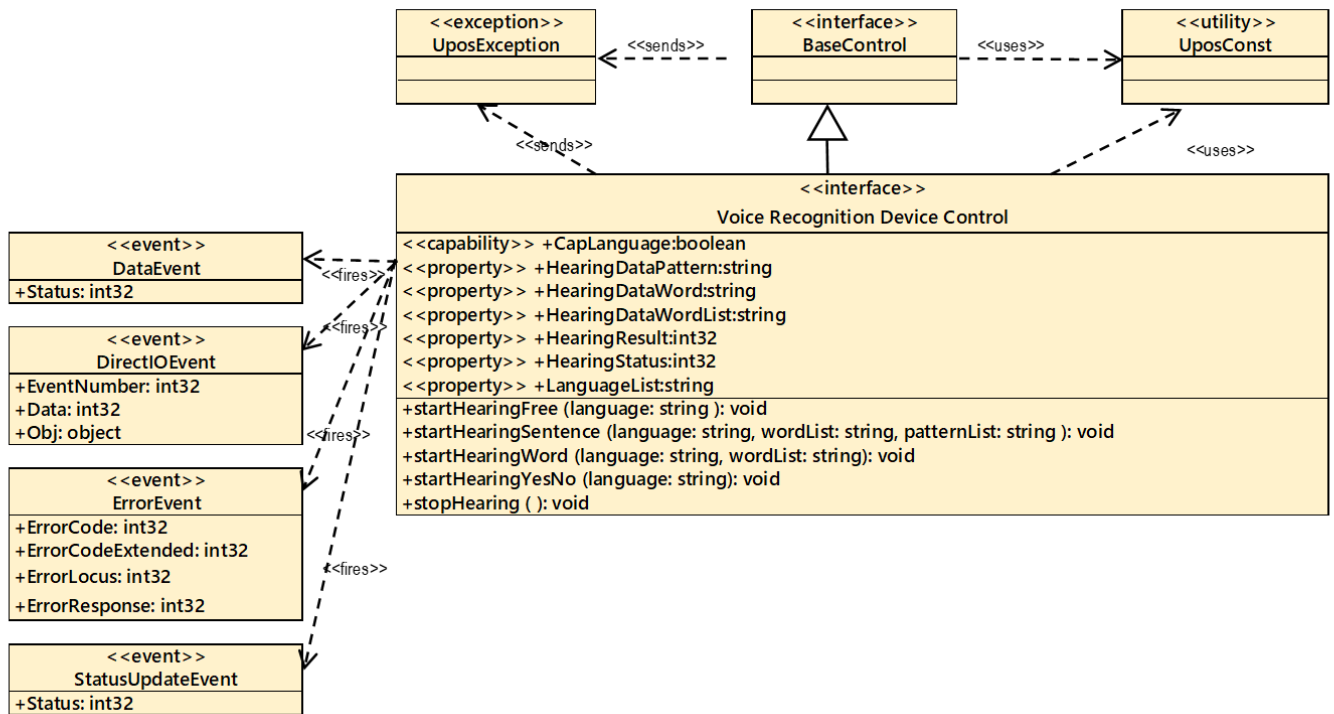 <<exception>>
UposException
<<sends>>
<<interface>>
BaseControl
<<uses>>
<<utility>>
UposConst
<<sends>>
<<uses>>
<<interface>>
Voice Recognition Device Control
<<capability>> +CapLanguage:boolean
<<property>> +HearingDataPattern:string
<<property>> +HearingDataWord:string
<<property>> +HearingDataWordList:string
<<property>> +HearingResult:int32
<<property>> +HearingStatus:int32
<<property>> +LanguageList:string
+startHearingFree (language: string ): void
+startHearingSentence (language: string, wordList: string, patternList: string ): void
+startHearingWord (language: string, wordList: string): void
+startHearingYesNo (language: string): void
+stopHearing ( ): void
<<event>>
DataEvent
+Status: int32
<<fires>>
<<event>>
DirectIOEvent
+EventNumber: int32
+Data: int32
+Obj: object
<<fires>>
<<event>>
ErrorEvent
+ErrorCode: int32
+ErrorCodeExtended: int32
+ErrorLocus: int32
+ErrorResponse: int32
<<fires>>
<<event>>
StatusUpdateEvent
+Status: int32
<<fires>>